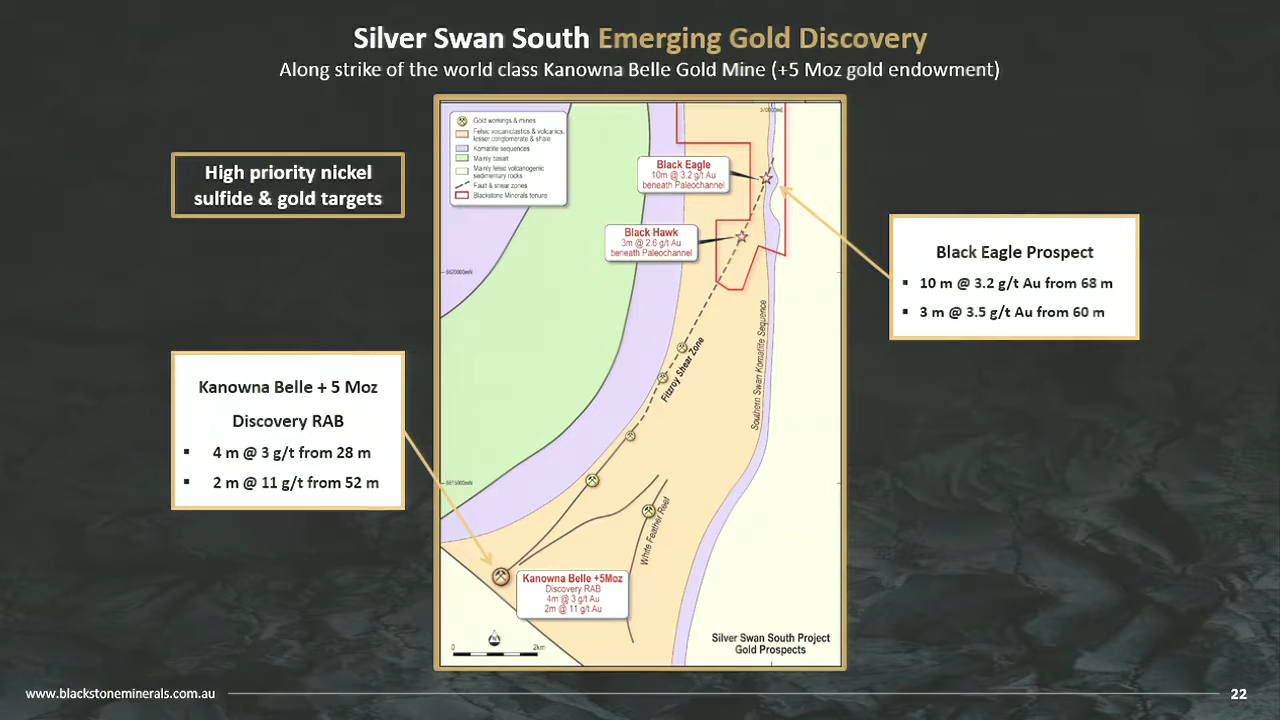 Silver Swan South Emerging Gold Discovery
Along strike of the world class Kanowna Belle Gold Mine (+5 Moz gold endowment)
High priority nickel
sulfide & gold targets
Kanowna Belle + 5 Moz
Discovery RAB
▪ 4 m @ 3 g/t from 28 m
▪ 2 m @ 11 g/t from 52 m
Gold workings & mines
Felsic volcaniclastics & volcanics,
lesser conglomerate & shale
Komatiite sequences
Mainly basalt
Mainly felsic volcanogenic
sedimentary rocks
Fault & shear zones
Blackstone Minerals tenure
370000mE
Black Eagle
10m @ 3.2 g/t Au
beneath Paleochannel
Black Hawk
3m @ 2.6 g/t Au
beneath Paleochannel
6620000mN
Fitzroy Shear Zone
Southern Swan Komatiite Sequence
6615000mN
White Feather Reef
Kanowna Belle +5Moz
Discovery RAB
4m @ 3 g/t Au
2m @ 11 g/t Au
N
0 2km
Silver Swan South Project
Gold Prospects
Black Eagle Prospect
▪ 10 m @ 3.2 g/t Au from 68 m
▪ 3 m @ 3.5 g/t Au from 60 m
www.blackstoneminerals.com.au
22